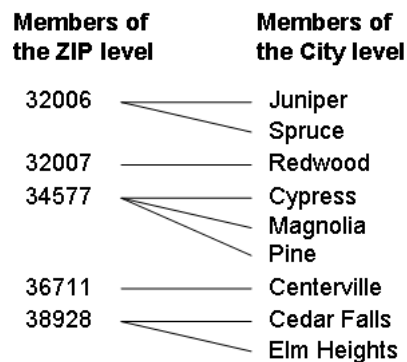 Members of the ZIP level
Members of the City level
32006 Juniper
Spruce
32007 Redwood
34577 Cypress
Magnolia
Pine
36711 Centerville
38928 Cedar Falls
Elm Heights